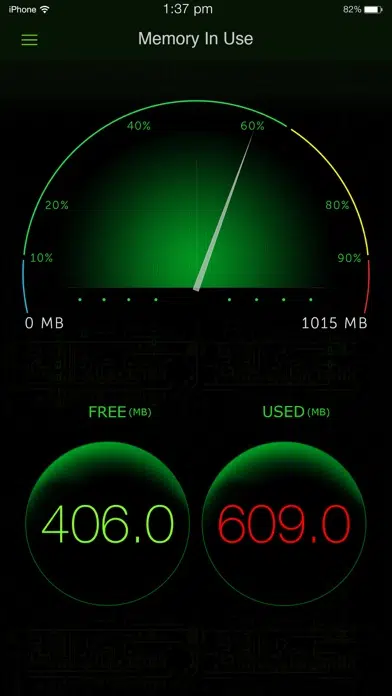 iPhone 1:37 pm 82%
Memory In Use
40% 60%
20% 80%
10% 90%
0 MB 1015 MB
FREE (MB) USED (MB)
406.0 609.0